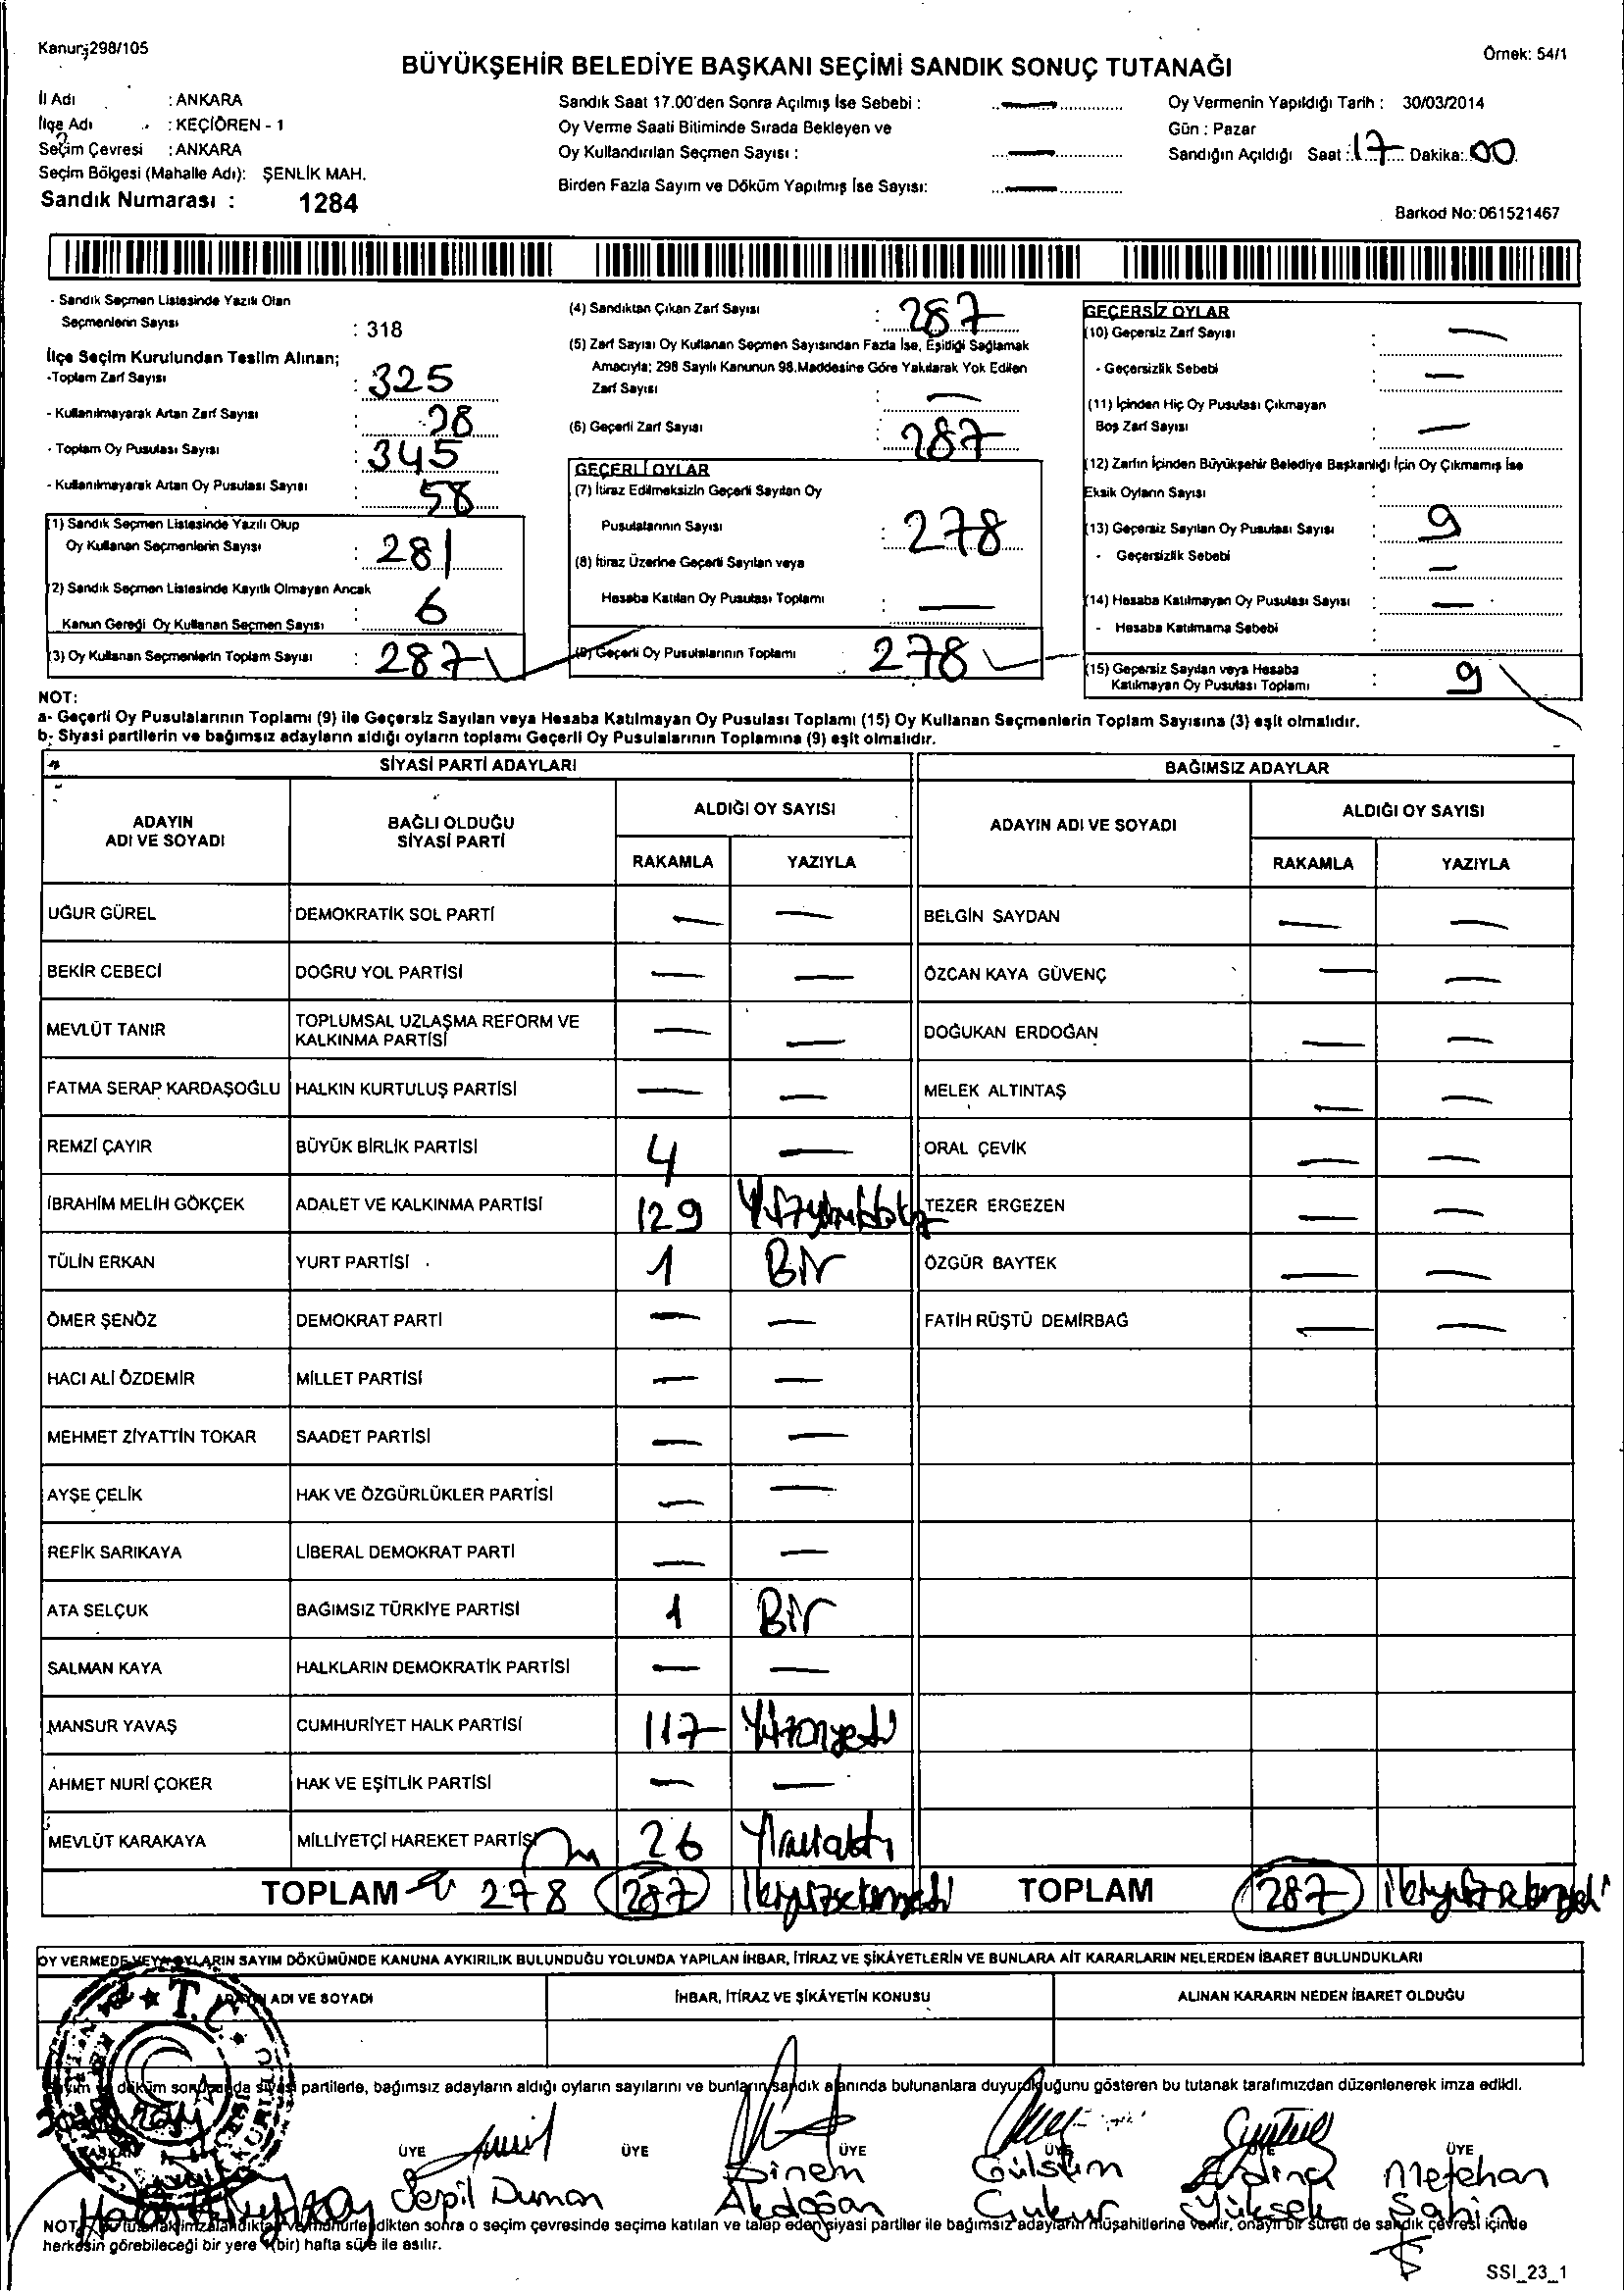 Kanun:298/105
Örnek: 54/1
BÜYÜKŞEHİR BELEDİYE BAŞKANI SEÇİMİ SANDIK SONUÇ TUTANAĞI
İl Adı : ANKARA
İlçe Adı : KEÇİÖREN - 1
Seçim Çevresi : ANKARA
Seçim Bölgesi (Mahalle Adı): ŞENLİK MAH.
Sandık Numarası : 1284
Sandık Saat 17.00'den Sonra Açılmış İse Sebebi : —
Oy Verme Saati Bitiminde Sırada Bekleyen ve
Oy Kullandırılan Seçmen Sayısı : —
Birden Fazla Sayım ve Döküm Yapılmış İse Sayısı: —
Oy Vermenin Yapıldığı Tarih : 30/03/2014
Gün : Pazar
Sandığın Açıldığı Saat : 17 Dakika: 00
Barkod No:061521467
- Sandık Seçmen Listesinde Yazılı Olan
Seçmenlerin Sayısı : 318
İlçe Seçim Kurulundan Teslim Alınan;
-Toplam Zarf Sayısı : 325
- Kullanılmayarak Artan Zarf Sayısı : 28
- Toplam Oy Pusulası Sayısı : 345
- Kullanılmayarak Artan Oy Pusulası Sayısı : 58
(1) Sandık Seçmen Listesinde Yazılı Olup
Oy Kullanan Seçmenlerin Sayısı : 281
(2) Sandık Seçmen Listesinde Kayıtlı Olmayan Ancak
Kanun Gereği Oy Kullanan Seçmen Sayısı : 6
(3) Oy Kullanan Seçmenlerin Toplam Sayısı : 287
(4) Sandıktan Çıkan Zarf Sayısı : 287
(5) Zarf Sayısı Oy Kullanan Seçmen Sayısından Fazla İse, Eşitliği Sağlamak
Amacıyla; 298 Sayılı Kanunun 98.Maddesine Göre Yakılarak Yok Edilen
Zarf Sayısı : —
(6) Geçerli Zarf Sayısı : 287
GEÇERLİ OYLAR
(7) İtiraz Edilmeksizin Geçerli Sayılan Oy
Pusulalarının Sayısı : 278
(8) İtiraz Üzerine Geçerli Sayılan veya
Hesaba Katılan Oy Pusulası Toplamı : —
(9) Geçerli Oy Pusulalarının Toplamı 278
GEÇERSİZ OYLAR
(10) Geçersiz Zarf Sayısı : —
- Geçersizlik Sebebi : —
(11) İçinden Hiç Oy Pusulası Çıkmayan
Boş Zarf Sayısı : —
(12) Zarfın İçinden Büyükşehir Belediye Başkanlığı İçin Oy Çıkmamış İse
Eksik Oyların Sayısı :
(13) Geçersiz Sayılan Oy Pusulası Sayısı : 9
- Geçersizlik Sebebi : —
(14) Hesaba Katılmayan Oy Pusulası Sayısı : —
- Hesaba Katılmama Sebebi :
(15) Geçersiz Sayılan veya Hesaba
Katılmayan Oy Pusulası Toplamı : 9
NOT:
a- Geçerli Oy Pusulalarının Toplamı (9) ile Geçersiz Sayılan veya Hesaba Katılmayan Oy Pusulası Toplamı (15) Oy Kullanan Seçmenlerin Toplam Sayısına (3) eşit olmalıdır.
b- Siyasi partilerin ve bağımsız adayların aldığı oyların toplamı Geçerli Oy Pusulalarının Toplamına (9) eşit olmalıdır.
SİYASİ PARTİ ADAYLARI
ADAYIN ADI VE SOYADI BAĞLI OLDUĞU SİYASİ PARTİ ALDIĞI OY SAYISI
RAKAMLA YAZIYLA
UĞUR GÜREL DEMOKRATİK SOL PARTİ — —
BEKİR CEBECİ DOĞRU YOL PARTİSİ — —
MEVLÜT TANIR TOPLUMSAL UZLAŞMA REFORM VE KALKINMA PARTİSİ — —
FATMA SERAP KARDAŞOĞLU HALKIN KURTULUŞ PARTİSİ — —
REMZİ ÇAYIR BÜYÜK BİRLİK PARTİSİ 4 —
İBRAHİM MELİH GÖKÇEK ADALET VE KALKINMA PARTİSİ 129
TÜLİN ERKAN YURT PARTİSİ 1 Bir
ÖMER ŞENÖZ DEMOKRAT PARTİ — —
HACI ALİ ÖZDEMİR MİLLET PARTİSİ — —
MEHMET ZİYATTİN TOKAR SAADET PARTİSİ — —
AYŞE ÇELİK HAK VE ÖZGÜRLÜKLER PARTİSİ — —
REFİK SARIKAYA LİBERAL DEMOKRAT PARTİ — —
ATA SELÇUK BAĞIMSIZ TÜRKİYE PARTİSİ 1 Bir
SALMAN KAYA HALKLARIN DEMOKRATİK PARTİSİ — —
MANSUR YAVAŞ CUMHURİYET HALK PARTİSİ 117 Yüzonyedi
AHMET NURİ ÇOKER HAK VE EŞİTLİK PARTİSİ — —
MEVLÜT KARAKAYA MİLLİYETÇİ HAREKET PARTİSİ 26 Yirmialtı
TOPLAM 278 287 ikiyüzseksenyedi
BAĞIMSIZ ADAYLAR
ADAYIN ADI VE SOYADI ALDIĞI OY SAYISI
RAKAMLA YAZIYLA
BELGİN SAYDAN — —
ÖZCAN KAYA GÜVENÇ — —
DOĞUKAN ERDOĞAN — —
MELEK ALTINTAŞ — —
ORAL ÇEVİK — —
TEZER ERGEZEN — —
ÖZGÜR BAYTEK — —
FATİH RÜŞTÜ DEMİRBAĞ — —
TOPLAM 287 ikiyüzseksenyedi
OY VERMEDE VEYA OYLARIN SAYIM DÖKÜMÜNDE KANUNA AYKIRILIK BULUNDUĞU YOLUNDA YAPILAN İHBAR, İTİRAZ VE ŞİKÂYETLERİN VE BUNLARA AİT KARARLARIN NELERDEN İBARET BULUNDUKLARI
ADAYIN ADI VE SOYADI İHBAR, İTİRAZ VE ŞİKÂYETİN KONUSU ALINAN KARARIN NEDEN İBARET OLDUĞU
T.C.
Sayım ve döküm sonucunda siyasi partilerle, bağımsız adayların aldığı oyların sayılarını ve bunların sandık alanında bulunanlara duyurulduğunu gösteren bu tutanak tarafımızdan düzenlenerek imza edildi.
BAŞKAN ÜYE ÜYE ÜYE ÜYE ÜYE ÜYE
Serpil Duman
Sinem Akdoğan
Gülsüm Çukur
Aydınç Yüksek
Metehan Şahin
NOT: Bu tutanak imzalandıktan ve mühürlendikten sonra o seçim çevresinde seçime katılan ve talep eden siyasi partiler ile bağımsız adayların müşahitlerine verilir, onaylı bir sureti de sandık çevresi içinde
herkesin görebileceği bir yere 1(bir) hafta süre ile asılır.
SSI_23_1